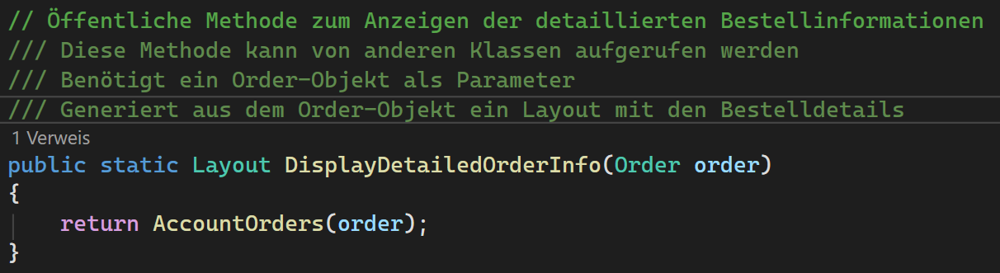 // Öffentliche Methode zum Anzeigen der detaillierten Bestellinformationen
/// Diese Methode kann von anderen Klassen aufgerufen werden
/// Benötigt ein Order-Objekt als Parameter
/// Generiert aus dem Order-Objekt ein Layout mit den Bestelldetails
1 Verweis
public static Layout DisplayDetailedOrderInfo(Order order)
{
    return AccountOrders(order);
}